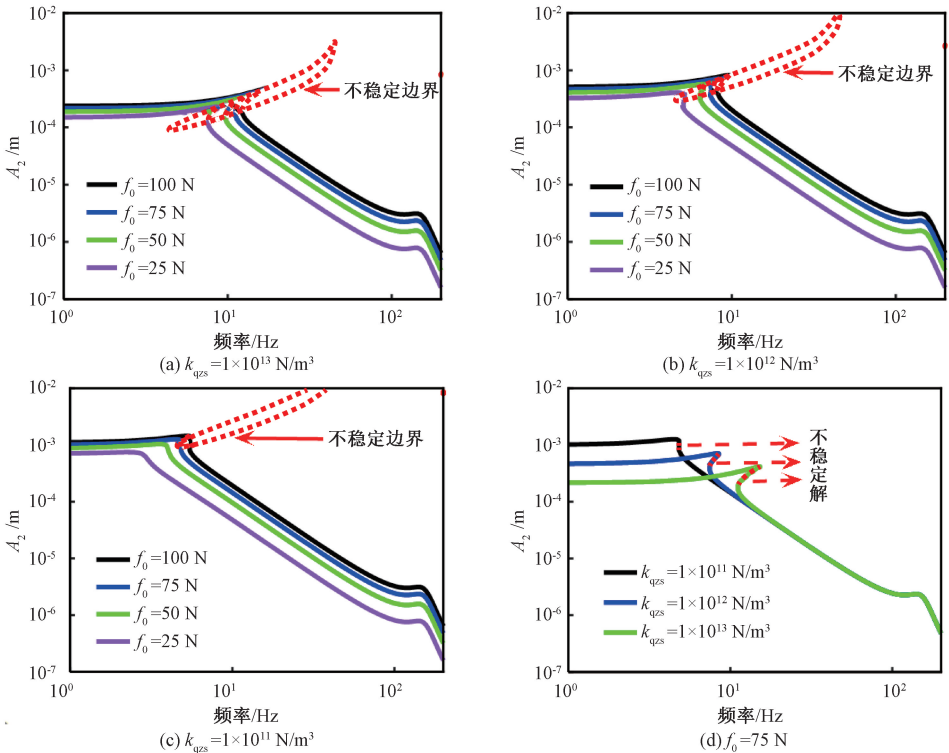 10⁻²
10⁻³
10⁻⁴
10⁻⁵
10⁻⁶
10⁻⁷
A₂ /m
不稳定边界
f₀=100 N
f₀=75 N
f₀=50 N
f₀=25 N
10⁰ 10¹ 10²
频率/Hz
(a) k_qzs=1×10¹³ N/m³
10⁻²
10⁻³
10⁻⁴
10⁻⁵
10⁻⁶
10⁻⁷
A₂ /m
不稳定边界
f₀=100 N
f₀=75 N
f₀=50 N
f₀=25 N
10⁰ 10¹ 10²
频率/Hz
(b) k_qzs=1×10¹² N/m³
10⁻²
10⁻³
10⁻⁴
10⁻⁵
10⁻⁶
10⁻⁷
A₂ /m
不稳定边界
f₀=100 N
f₀=75 N
f₀=50 N
f₀=25 N
10⁰ 10¹ 10²
频率/Hz
(c) k_qzs=1×10¹¹ N/m³
10⁻²
10⁻³
10⁻⁴
10⁻⁵
10⁻⁶
10⁻⁷
A₂ /m
不稳定解
k_qzs=1×10¹¹ N/m³
k_qzs=1×10¹² N/m³
k_qzs=1×10¹³ N/m³
10⁰ 10¹ 10²
频率/Hz
(d) f₀=75 N